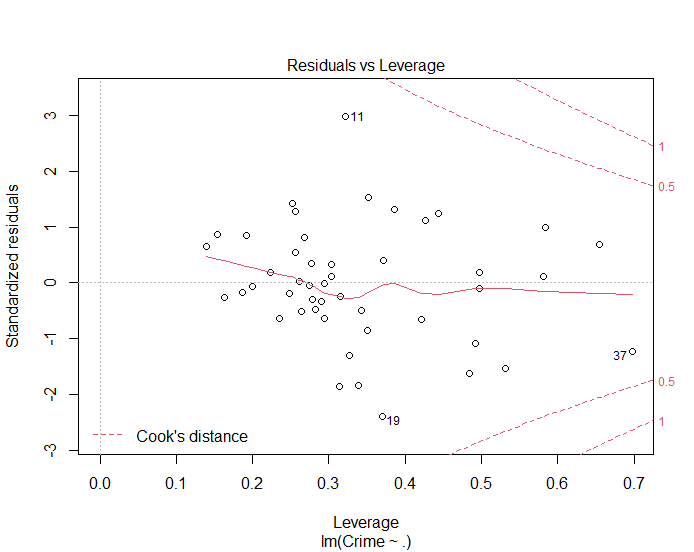 Residuals vs Leverage
3
2
1
0
-1
-2
-3
Standardized residuals
11
19
37
1
0.5
0.5
1
Cook's distance
0.0 0.1 0.2 0.3 0.4 0.5 0.6 0.7
Leverage
lm(Crime ~ .)